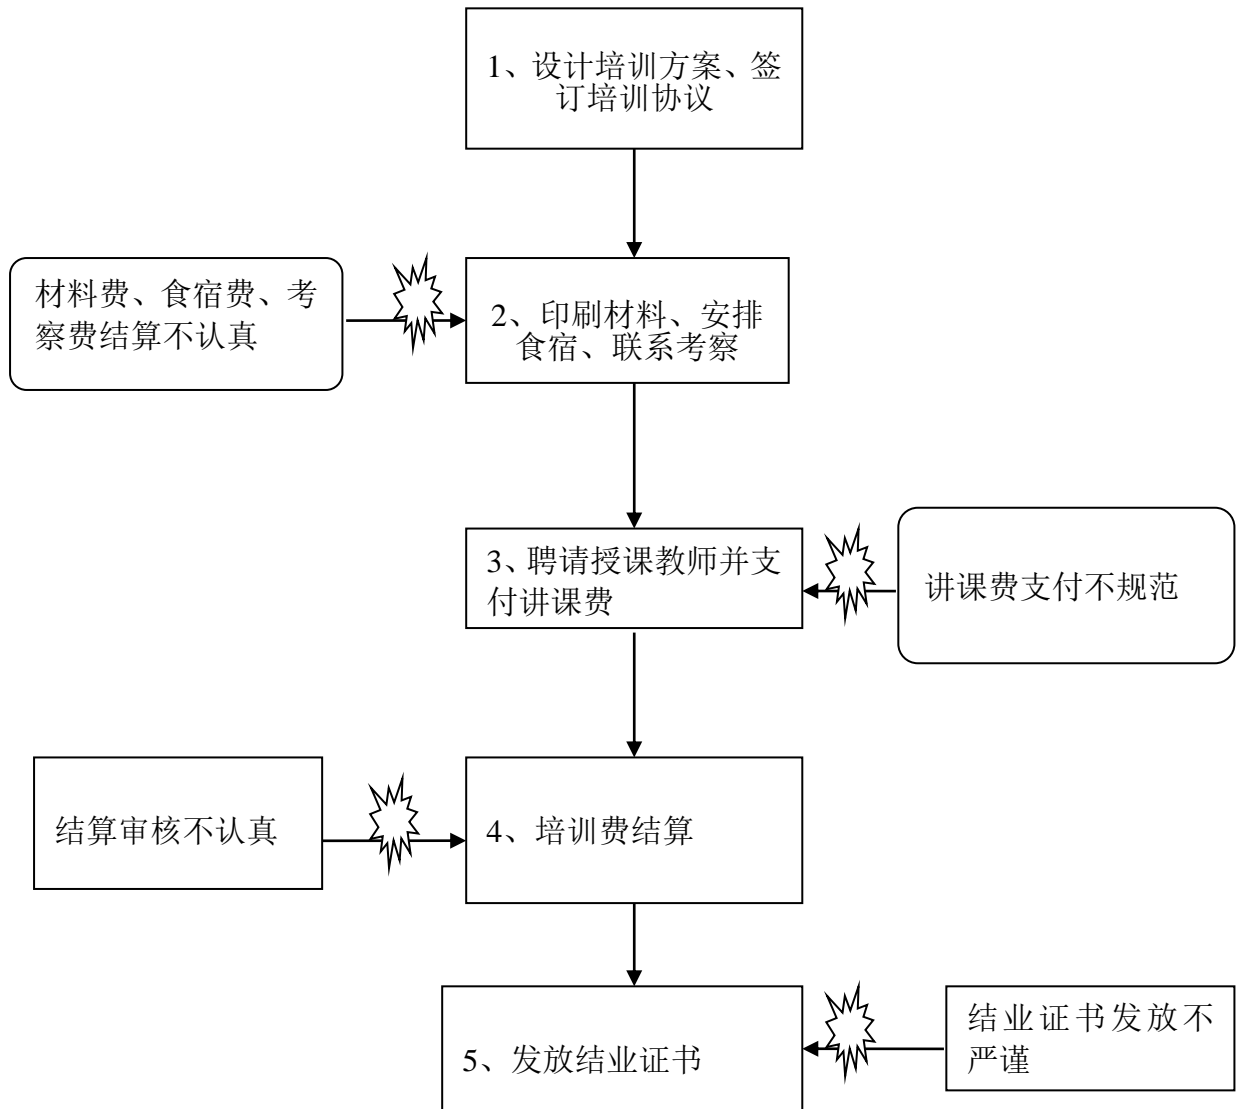 1、设计培训方案、签
订培训协议
材料费、食宿费、考
察费结算不认真
2、印刷材料、安排
食宿、联系考察
3、聘请授课教师并支
付讲课费
讲课费支付不规范
结算审核不认真
4、培训费结算
5、发放结业证书
结业证书发放不
严谨